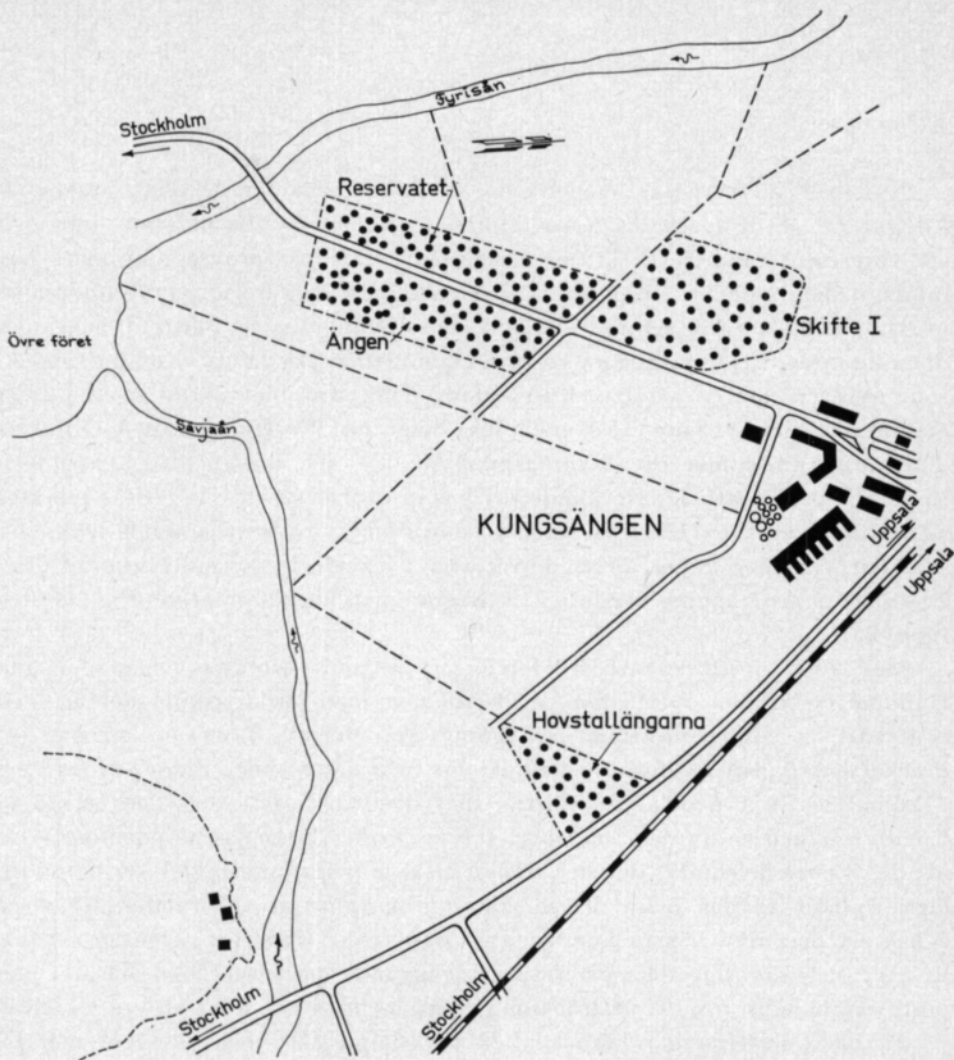 Fyrisån
Stockholm
Reservatet
Ängen
Skifte I
Övre föret
Sävjaån
KUNGSÄNGEN
Uppsala
Uppsala
Hovstallängarna
Stockholm
Stockholm